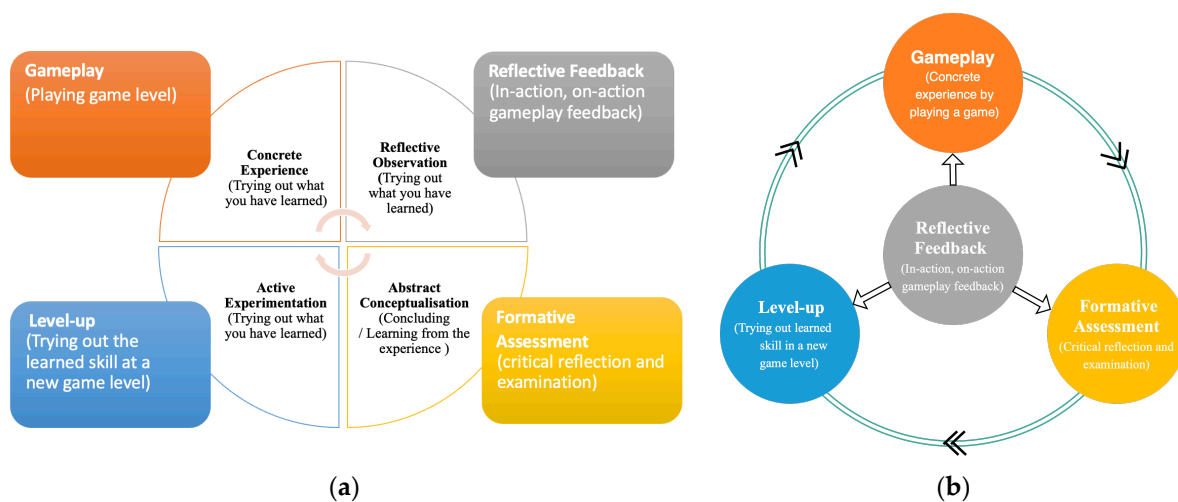 Gameplay
(Playing game level)
Reflective Feedback
(In-action, on-action
gameplay feedback)
Concrete
Experience
(Trying out what
you have learned)
Reflective
Observation
(Trying out
what you have
learned)
Active
Experimentation
(Trying out what
you have learned)
Abstract
Conceptualisation
(Concluding
/ Learning from the
experience )
Level-up
(Trying out the
learned skill at a
new game level)
Formative
Assessment
(critical reflection and
examination)
(a)
Gameplay
(Concrete
experience by
playing a game)
Reflective
Feedback
(In-action, on-action
gameplay feedback)
Level-up
(Trying out learned
skill in a new
game level)
Formative
Assessment
(Critical reflection and
examination)
(b)